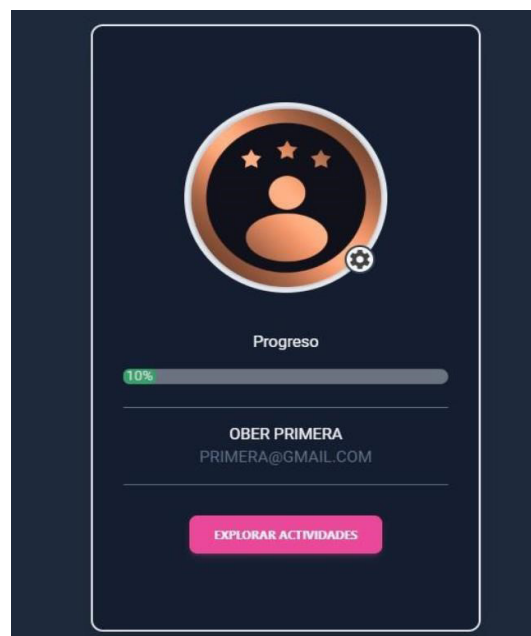 Progreso
10%
OBER PRIMERA
PRIMERA@GMAIL.COM
EXPLORAR ACTIVIDADES